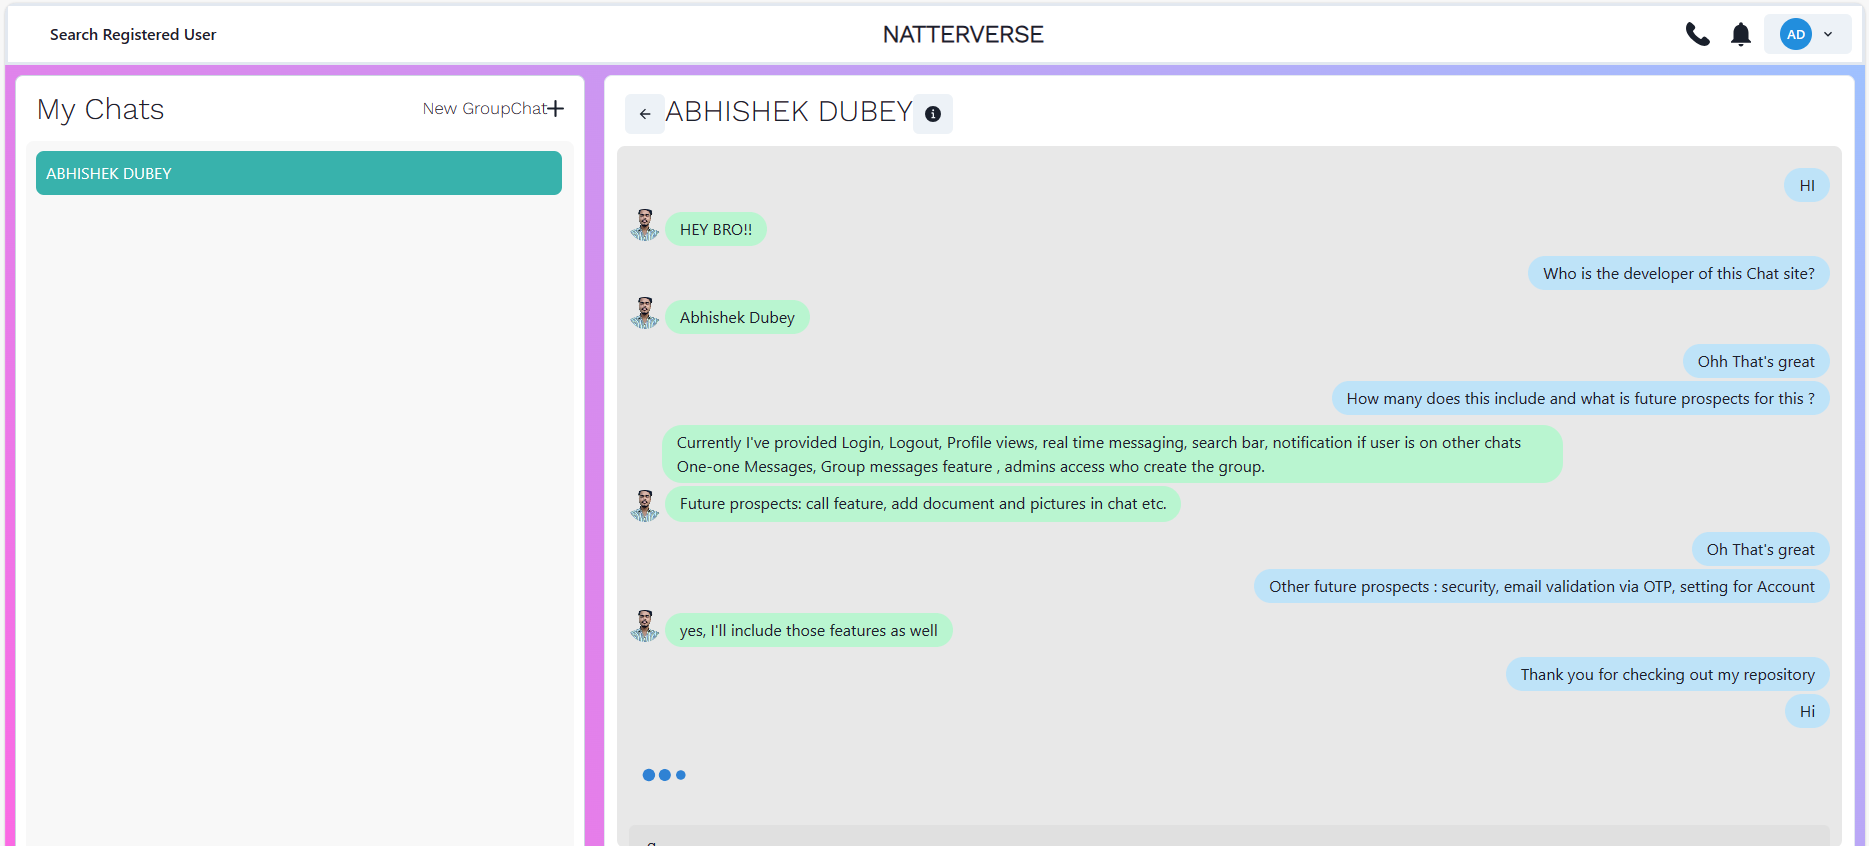 Search Registered User
NATTERVERSE
AD
My Chats
New GroupChat
ABHISHEK DUBEY
ABHISHEK DUBEY
HI
HEY BRO!!
Who is the developer of this Chat site?
Abhishek Dubey
Ohh That's great
How many does this include and what is future prospects for this ?
Currently I've provided Login, Logout, Profile views, real time messaging, search bar, notification if user is on other chats
One-one Messages, Group messages feature , admins access who create the group.
Future prospects: call feature, add document and pictures in chat etc.
Oh That's great
Other future prospects : security, email validation via OTP, setting for Account
yes, I'll include those features as well
Thank you for checking out my repository
Hi